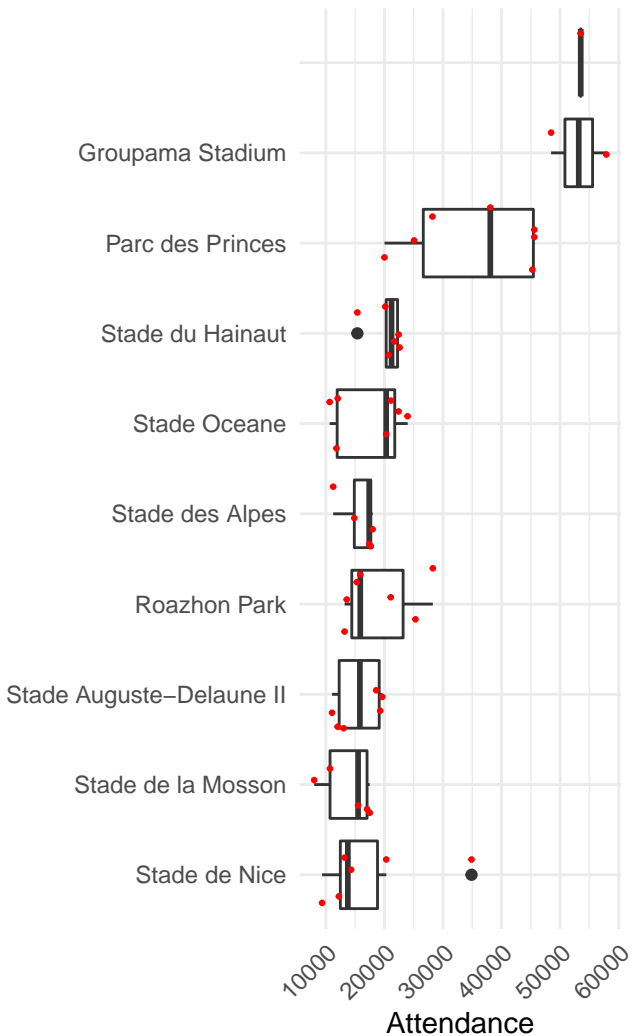 Groupama Stadium
Parc des Princes
Stade du Hainaut
Stade Oceane
Stade des Alpes
Roazhon Park
Stade Auguste−Delaune II
Stade de la Mosson
Stade de Nice
10000 20000 30000 40000 50000 60000
Attendance